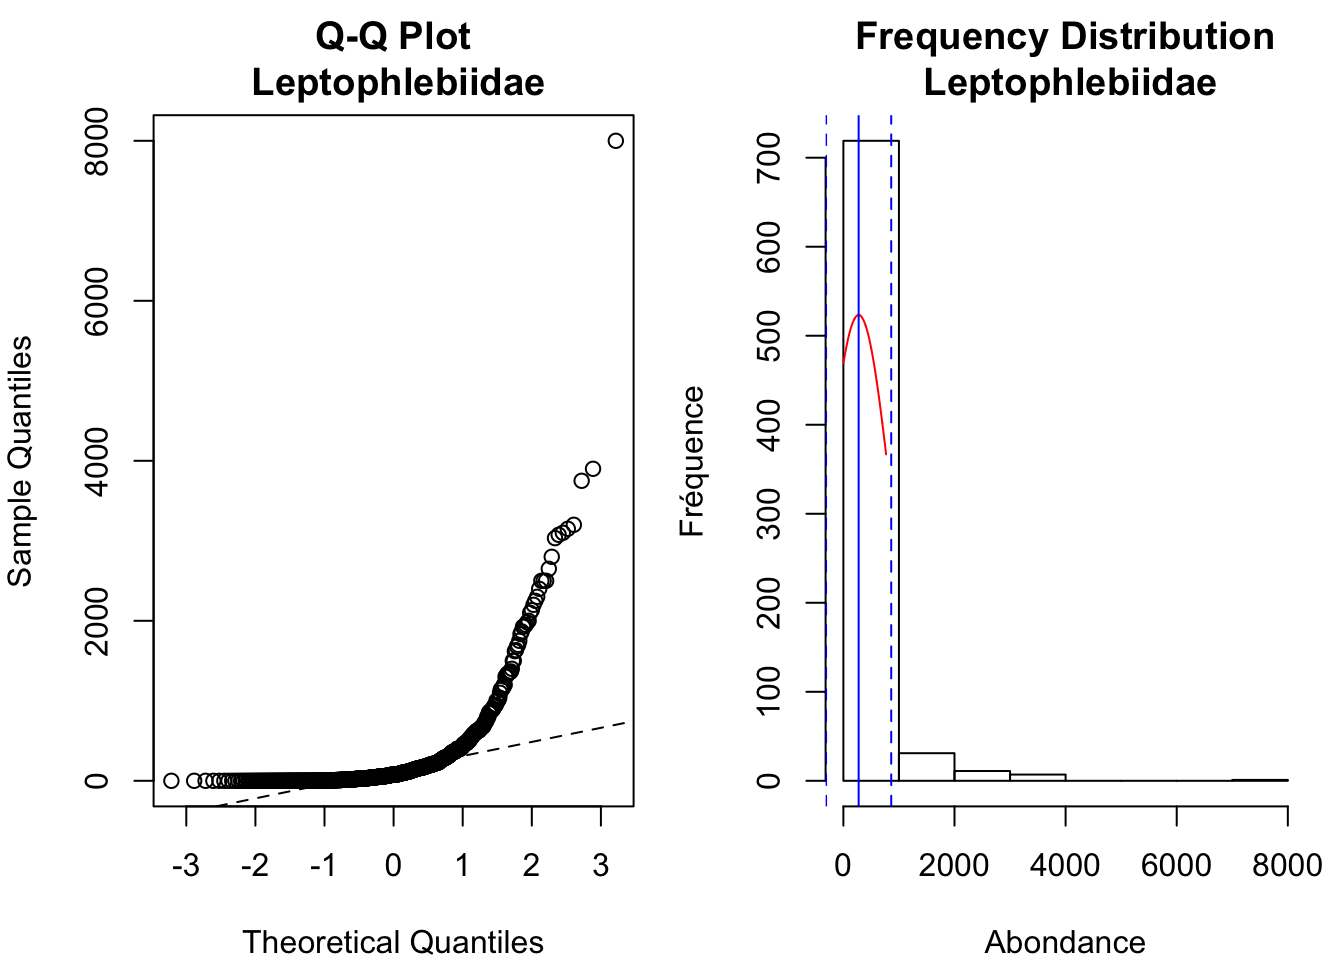 Q-Q Plot
Leptophlebiidae
Sample Quantiles
8000
6000
4000
2000
0
-3 -2 -1 0 1 2 3
Theoretical Quantiles
Frequency Distribution
Leptophlebiidae
Fréquence
700
600
500
400
300
200
100
0
0 2000 4000 6000 8000
Abondance